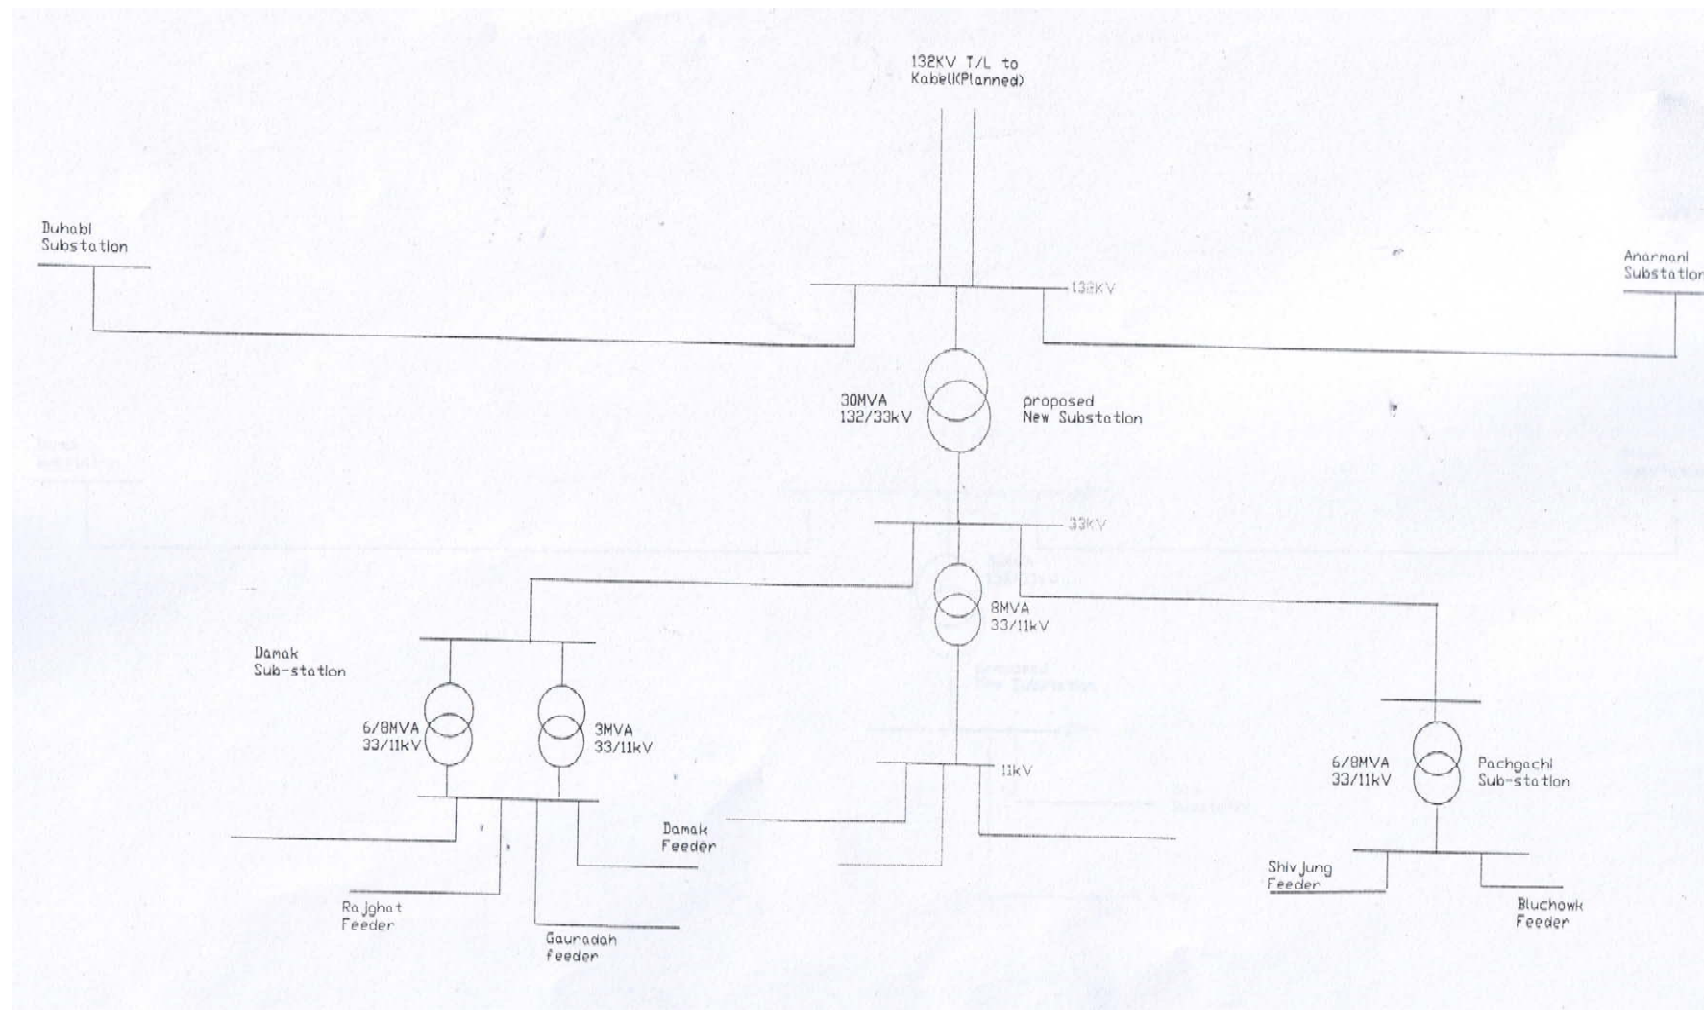 132KV T/L to
Kabeli(Planned)
Duhabi
Substation
Anarmani
Substation
132KV
30MVA
132/33kV
proposed
New Substation
33KV
8MVA
33/11kV
Damak
Sub-station
6/8MVA
33/11kV
3MVA
33/11kV
11kV
6/8MVA
33/11kV
Pachgachi
Sub-station
Damak
Feeder
Shivjung
Feeder
Rajghat
Feeder
Bluchowk
Feeder
Gauradah
feeder